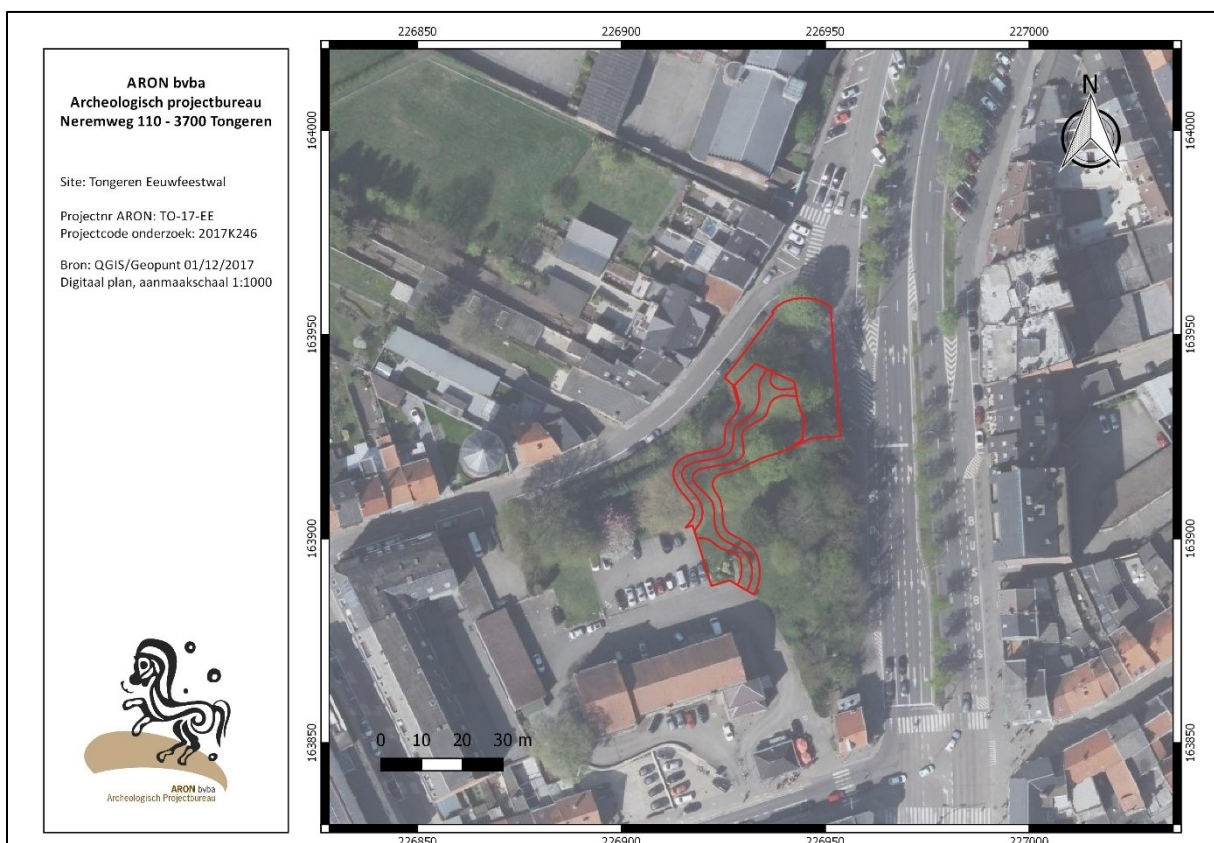 ARON bvba
Archeologisch projectbureau
Neremweg 110 - 3700 Tongeren
Site: Tongeren Eeuwfeestwal
Projectnr ARON: TO-17-EE
Projectcode onderzoek: 2017K246
Bron: QGIS/Geopunt 01/12/2017
Digitaal plan, aanmaakschaal 1:1000
ARON bvba
Archeologisch Projectbureau
226850 226900 226950 227000
164000
163950
163900
163850
N
164000
163950
163900
163850
BUS BUS
0 10 20 30 m
226850 226900 226950 227000